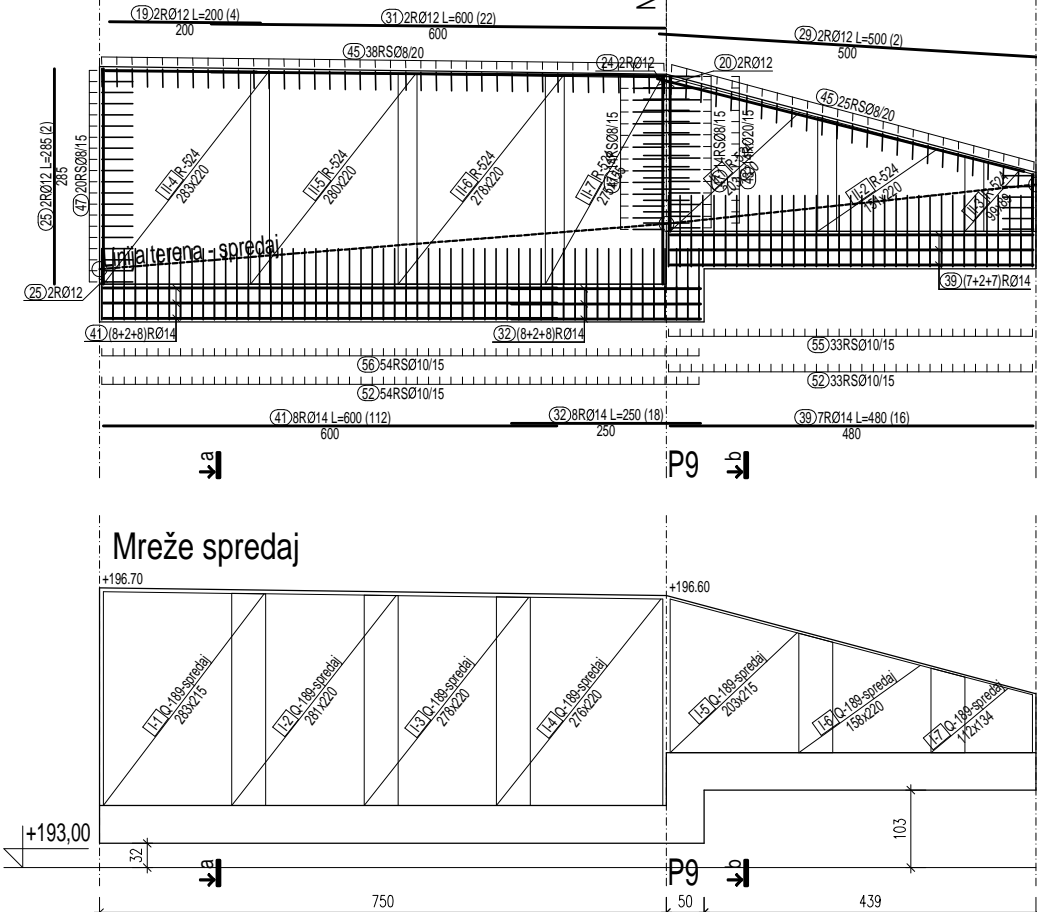 19 2RØ12 L=200 (4)
200
31 2RØ12 L=600 (22)
600
29 2RØ12 L=500 (2)
500
45 38RSØ8/20
24 2RØ12
20 2RØ12
45 25RSØ8/20
25 2RØ12 L=285 (2)
285
47 20RSØ8/15
II-4 R-524
283x220
II-5 R-524
280x220
II-6 R-524
278x220
II-7 R-524
II-2 R-524
II-3 R-524
linija terena - spredaj
25 2RØ12
41 (8+2+8)RØ14
32 (8+2+8)RØ14
39 (7+2+7)RØ14
56 54RSØ10/15
55 33RSØ10/15
52 54RSØ10/15
52 33RSØ10/15
41 8RØ14 L=600 (112)
600
32 8RØ14 L=250 (18)
250
39 7RØ14 L=480 (16)
480
a
P9
b
Mreže spredaj
+196.70
+196.60
I-1 Q-189-spredaj
283x215
I-2 Q-189-spredaj
281x220
I-3 Q-189-spredaj
278x220
I-4 Q-189-spredaj
276x220
I-5 Q-189-spredaj
203x215
I-6 Q-189-spredaj
158x220
I-7 Q-189-spredaj
112x134
+193,00
32
103
a
P9
b
750
50
439